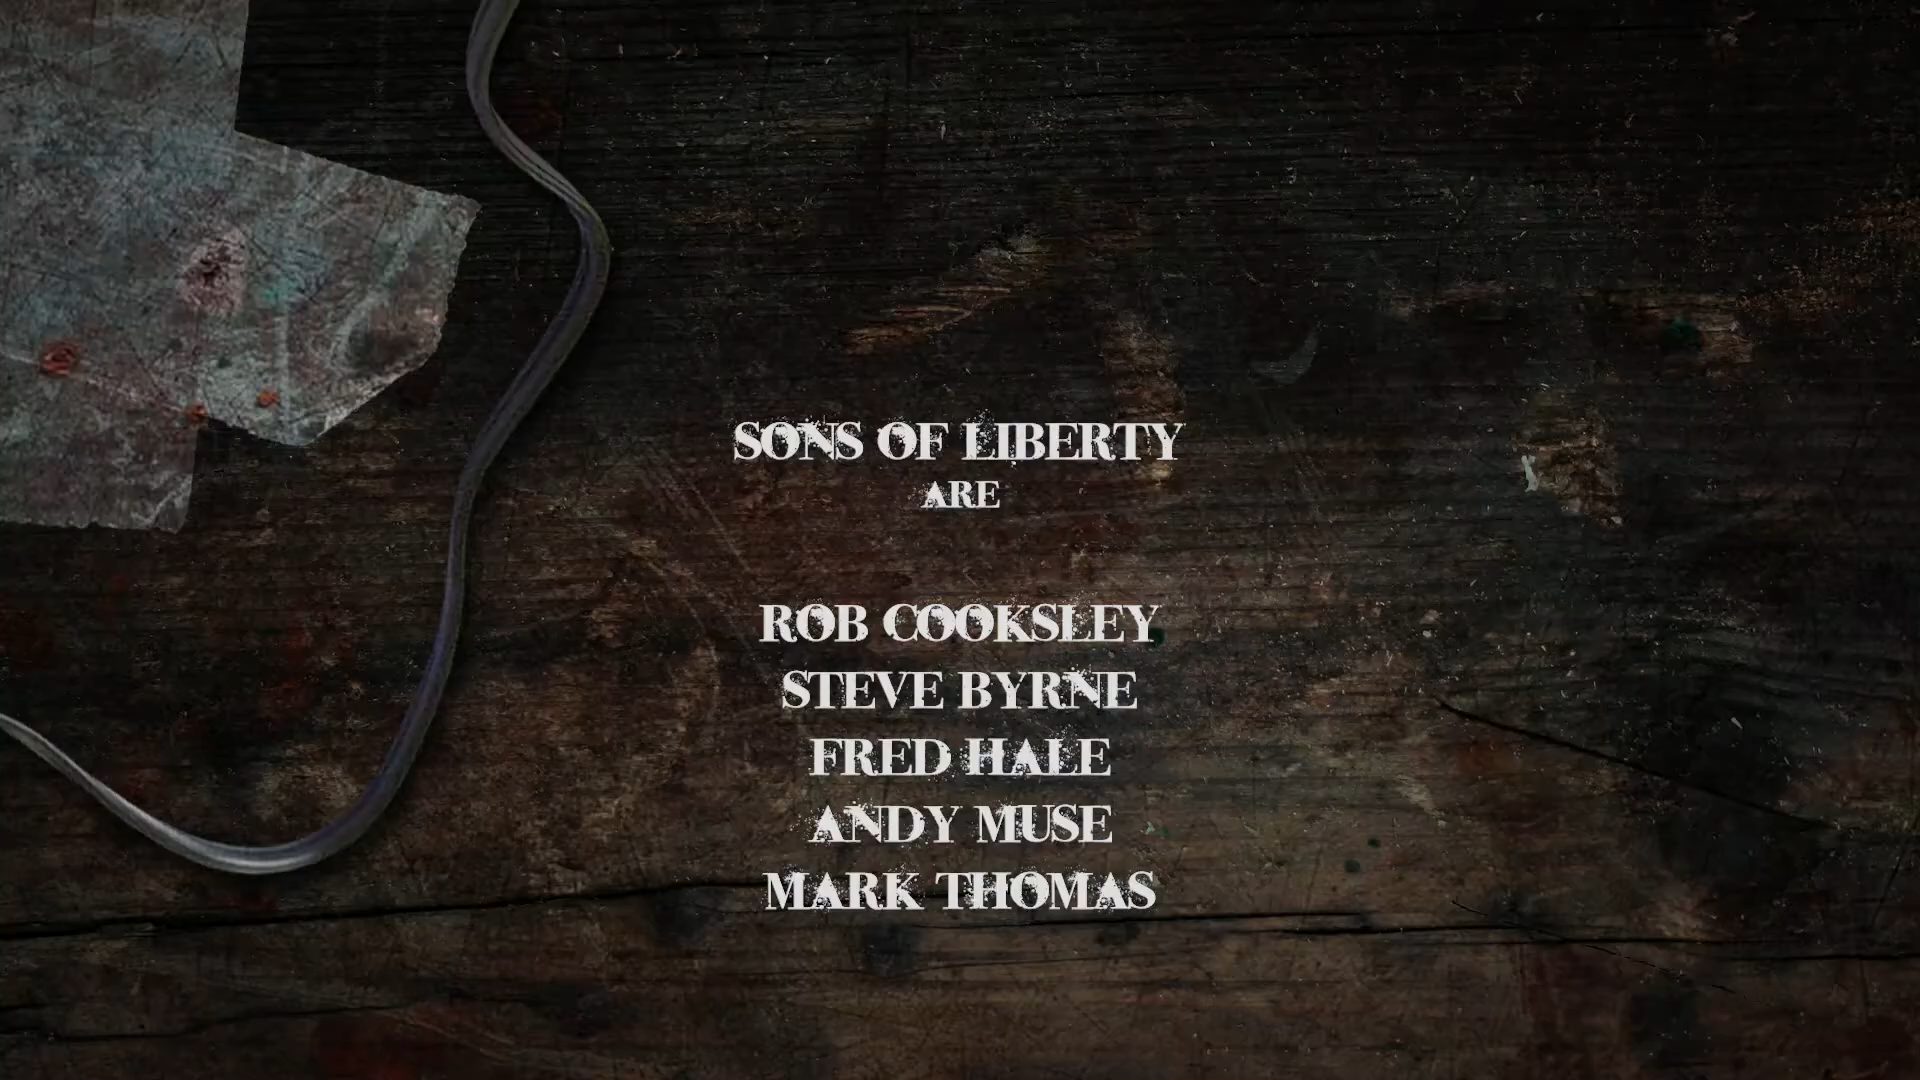 SONS OF LIBERTY
ARE
ROB COOKSLEY
STEVE BYRNE
FRED HALE
ANDY MUSE
MARK THOMAS